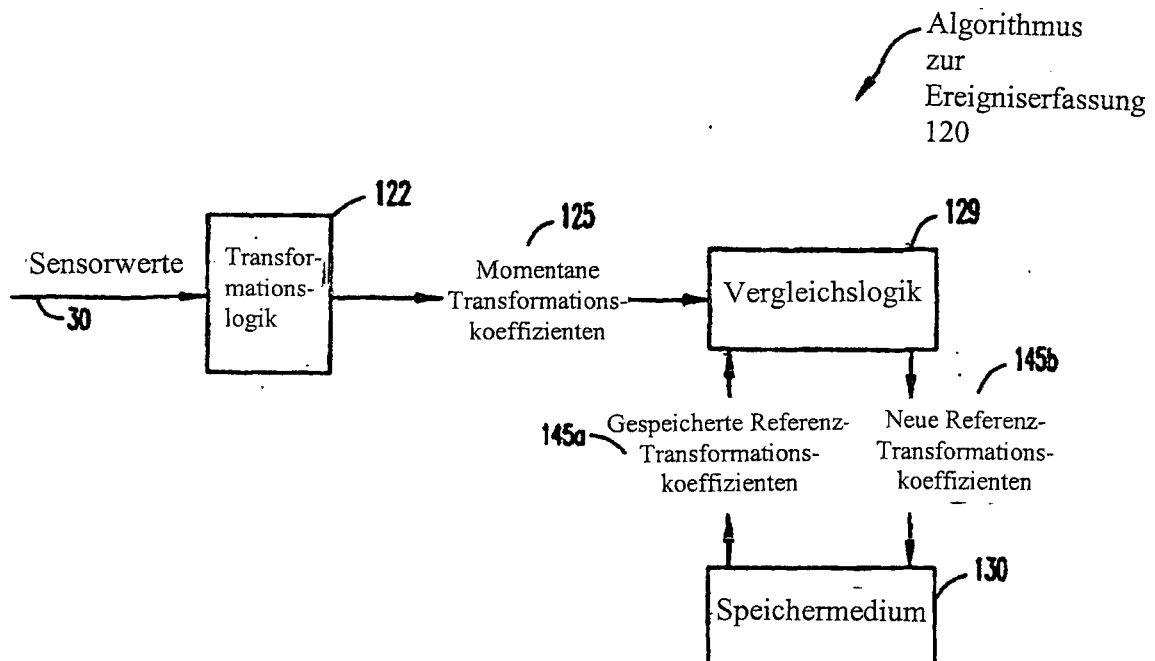 Algorithmus
zur
Ereigniserfassung
120
122
125
129
Sensorwerte
30
Transfor-
mations-
logik
Momentane
Transformations-
koeffizienten
Vergleichslogik
145b
145a
Gespeicherte Referenz-
Transformations-
koeffizienten
Neue Referenz-
Transformations-
koeffizienten
130
Speichermedium